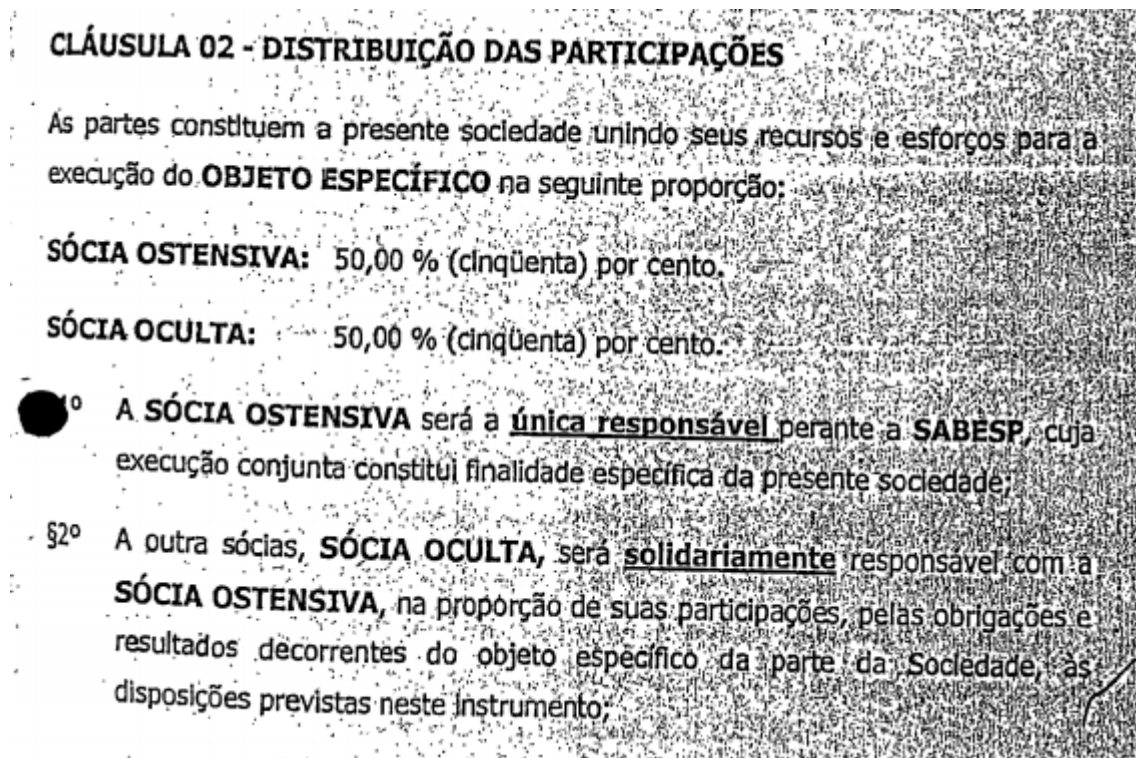 CLÁUSULA 02 - DISTRIBUIÇÃO DAS PARTICIPAÇÕES
As partes constituem a presente sociedade unindo seus recursos e esforços para a
execução do OBJETO ESPECÍFICO na seguinte proporção:
SÓCIA OSTENSIVA: 50,00 % (cinqüenta) por cento.
SÓCIA OCULTA: 50,00 % (cinqüenta) por cento.
º A SÓCIA OSTENSIVA será a única responsável perante a SABESP, cuja
execução conjunta constitui finalidade específica da presente sociedade;
§2º A outra sócias, SÓCIA OCULTA, será solidariamente responsável com a
SÓCIA OSTENSIVA, na proporção de suas participações, pelas obrigações e
resultados decorrentes do objeto específico da parte da Sociedade, às
disposições previstas neste instrumento;